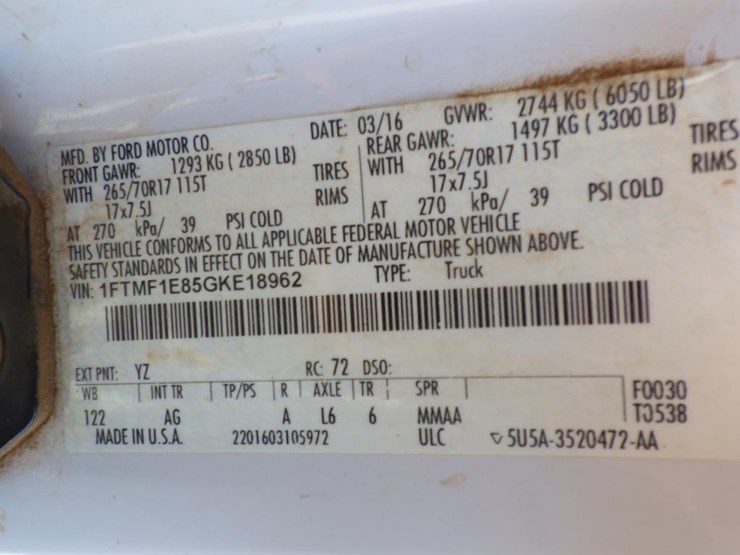 MFD. BY FORD MOTOR CO. DATE: 03/16 GVWR: 2744 KG ( 6050 LB)
FRONT GAWR: 1293 KG ( 2850 LB) REAR GAWR: 1497 KG ( 3300 LB)
WITH 265/70R17 115T TIRES WITH 265/70R17 115T TIRES
17x7.5J RIMS 17x7.5J RIMS
AT 270 kPa/ 39 PSI COLD AT 270 kPa/ 39 PSI COLD
THIS VEHICLE CONFORMS TO ALL APPLICABLE FEDERAL MOTOR VEHICLE
SAFETY STANDARDS IN EFFECT ON THE DATE OF MANUFACTURE SHOWN ABOVE.
VIN: 1FTMF1E85GKE18962 TYPE: Truck
EXT PNT: YZ RC: 72 DSO:
WB INT TR TP/PS R AXLE TR SPR F0030
122 AG A L6 6 MMAA T0538
MADE IN U.S.A. 2201603105972 ULC 5U5A-3520472-AA